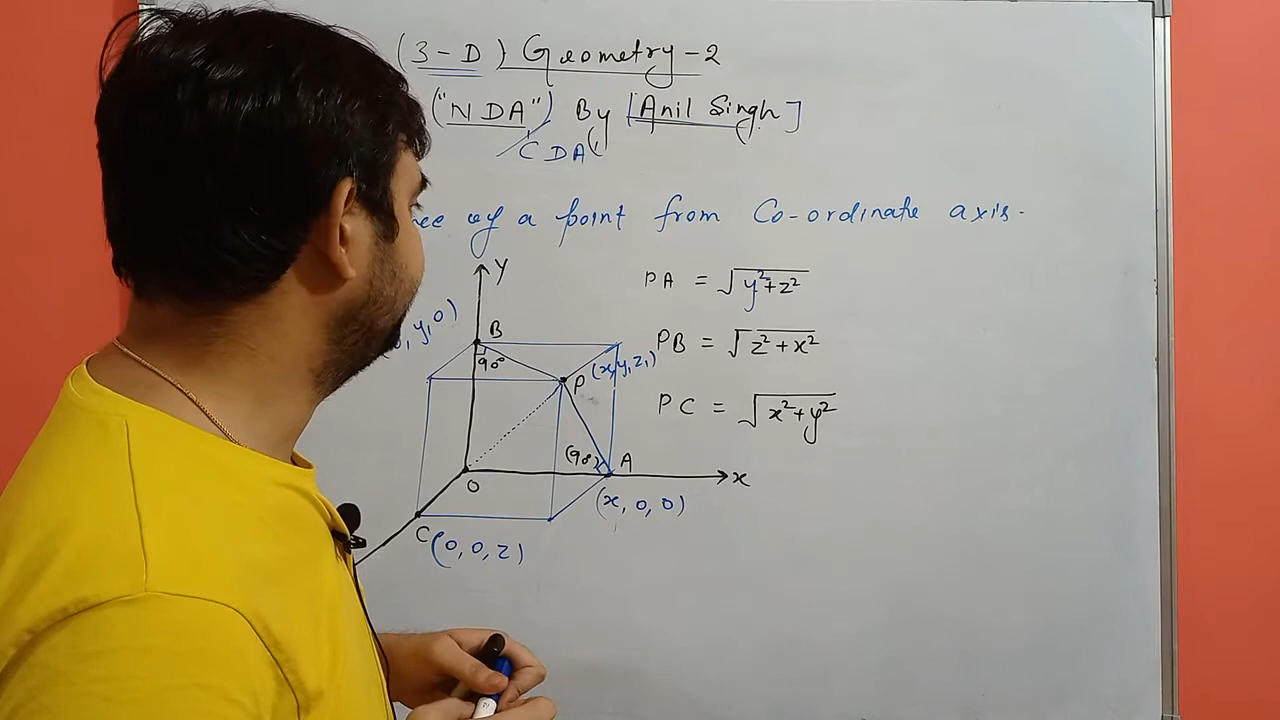 (3-D) Geometry-2
("NDA") By [Anil Singh]
CDA
of a point from Co-ordinate axis.
Y
PA = √y²+z²
y, 0)
B
PB = √z²+x²
90°
P (x,y,z)
PC = √x²+y²
(90°)
A
O
x
(x, 0, 0)
C(0, 0, z)